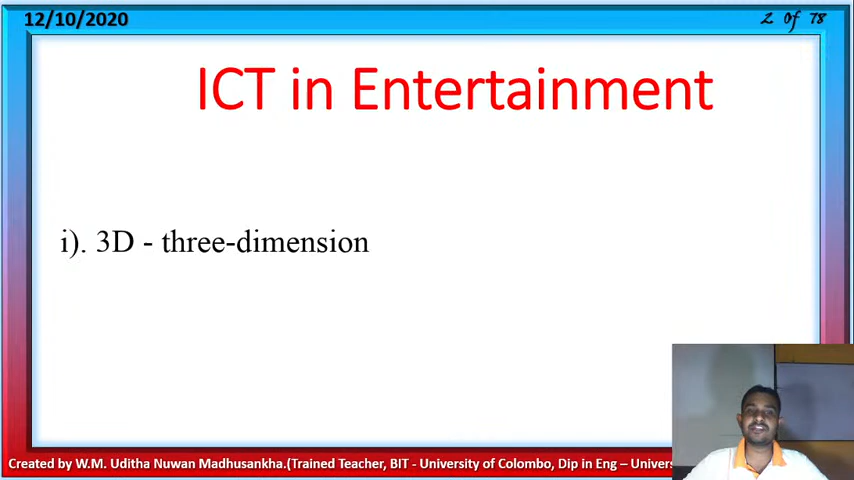 12/10/2020
2 of 78
ICT in Entertainment
i). 3D - three-dimension
Created by W.M. Uditha Nuwan Madhusankha.(Trained Teacher, BIT - University of Colombo, Dip in Eng – Univers